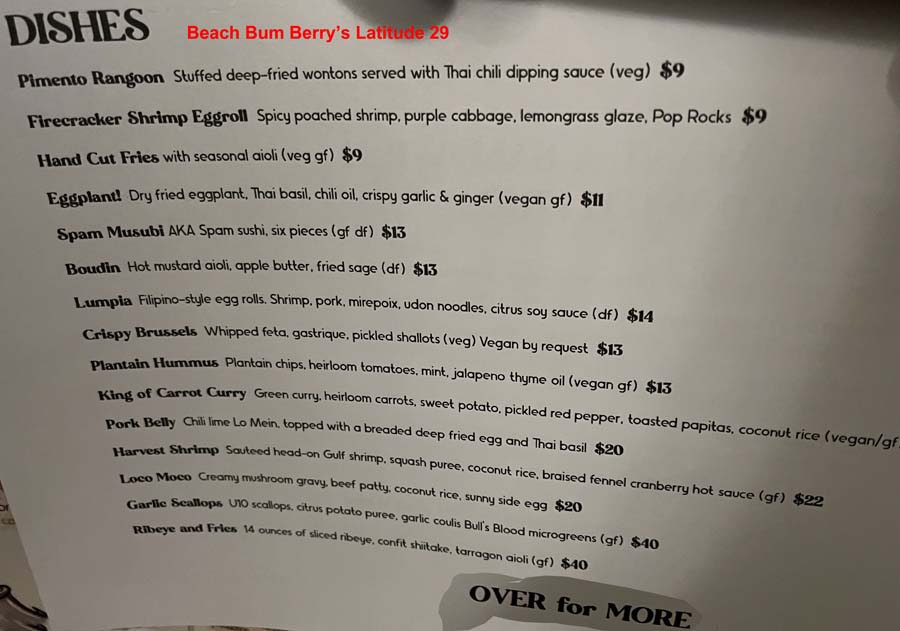 DISHES
Beach Bum Berry's Latitude 29
Pimento Rangoon Stuffed deep-fried wontons served with Thai chili dipping sauce (veg) $9
Firecracker Shrimp Eggroll Spicy poached shrimp, purple cabbage, lemongrass glaze, Pop Rocks $9
Hand Cut Fries with seasonal aioli (veg gf) $9
Eggplant! Dry fried eggplant, Thai basil, chili oil, crispy garlic & ginger (vegan gf) $11
Spam Musubi AKA Spam sushi, six pieces (gf df) $13
Boudin Hot mustard aioli, apple butter, fried sage (df) $13
Lumpia Filipino-style egg rolls. Shrimp, pork, mirepoix, udon noodles, citrus soy sauce (df) $14
Crispy Brussels Whipped feta, gastrique, pickled shallots (veg) Vegan by request $13
Plantain Hummus Plantain chips, heirloom tomatoes, mint, jalapeno thyme oil (vegan gf) $13
King of Carrot Curry Green curry, heirloom carrots, sweet potato, pickled red pepper, toasted papitas, coconut rice (vegan/gf
Pork Belly Chili lime Lo Mein, topped with a breaded deep fried egg and Thai basil $20
Harvest Shrimp Sauteed head-on Gulf shrimp, squash puree, coconut rice, braised fennel cranberry hot sauce (gf) $22
Loco Moco Creamy mushroom gravy, beef patty, coconut rice, sunny side egg $20
Garlic Scallops U10 scallops, citrus potato puree, garlic coulis Bull's Blood microgreens (gf) $40
Ribeye and Fries 14 ounces of sliced ribeye, confit shiitake, tarragon aioli (gf) $40
OVER for MORE